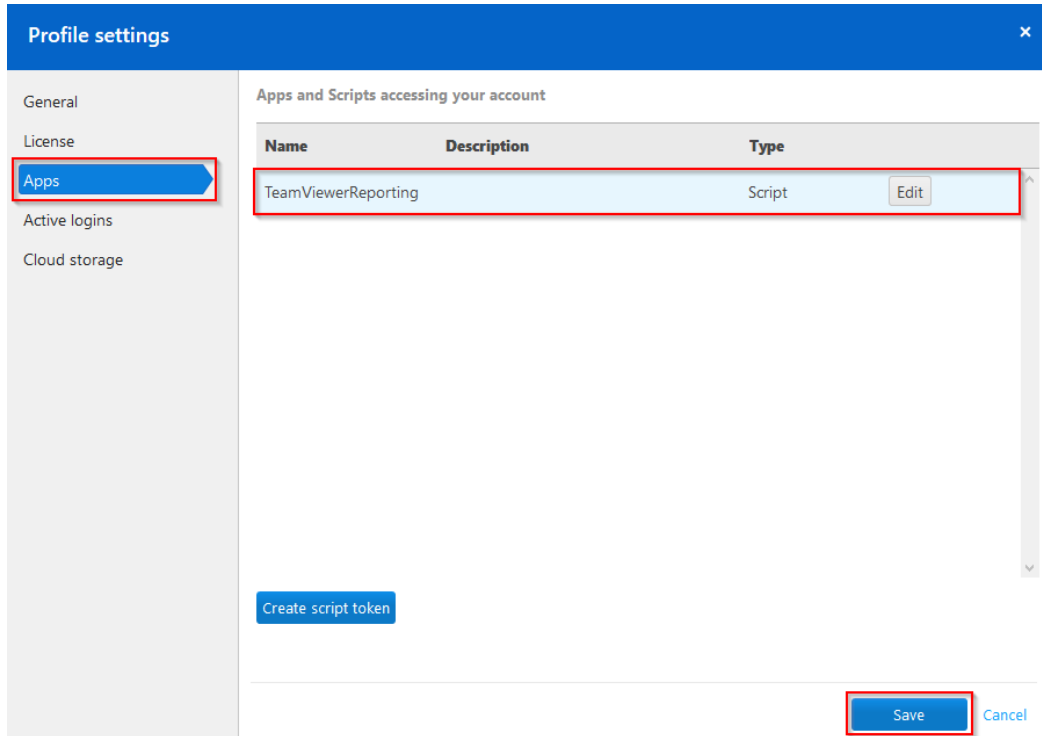 Profile settings ×
General
License
Apps
Active logins
Cloud storage
Apps and Scripts accessing your account
Name Description Type
TeamViewerReporting Script Edit
Create script token
Save Cancel